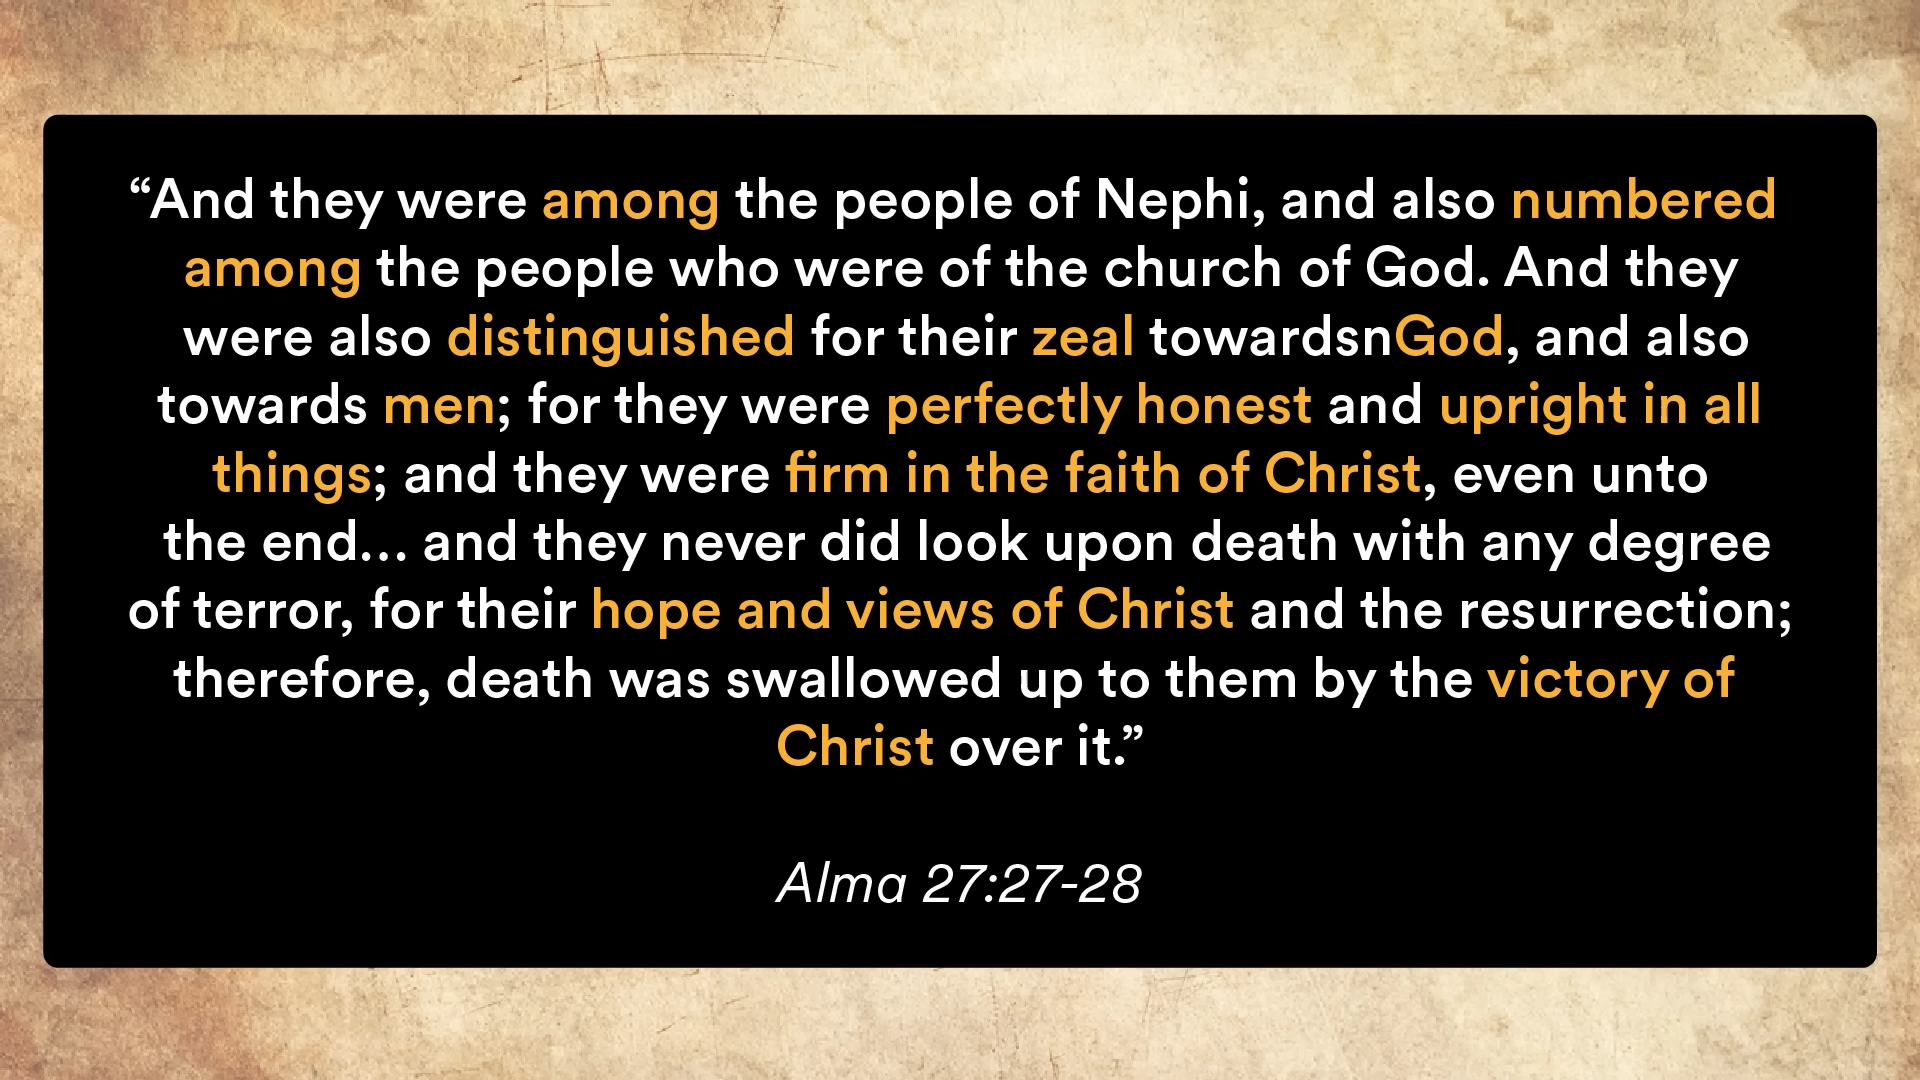 “And they were among the people of Nephi, and also numbered
among the people who were of the church of God. And they
were also distinguished for their zeal towardsnGod, and also
towards men; for they were perfectly honest and upright in all
things; and they were firm in the faith of Christ, even unto
the end… and they never did look upon death with any degree
of terror, for their hope and views of Christ and the resurrection;
therefore, death was swallowed up to them by the victory of
Christ over it.”
Alma 27:27-28